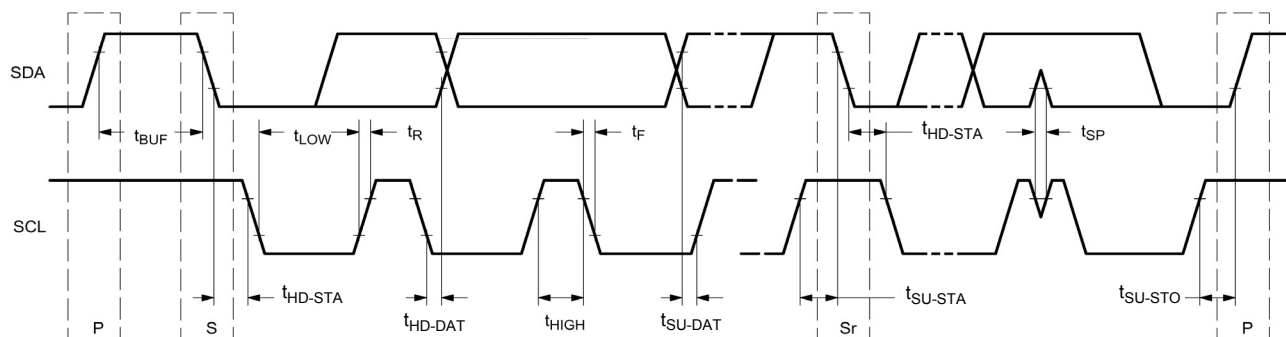 SDA
tBUF
tLOW
tR
tF
tHD-STA
tSP
SCL
tHD-STA
tHD-DAT
tHIGH
tSU-DAT
tSU-STA
tSU-STO
P
S
Sr
P